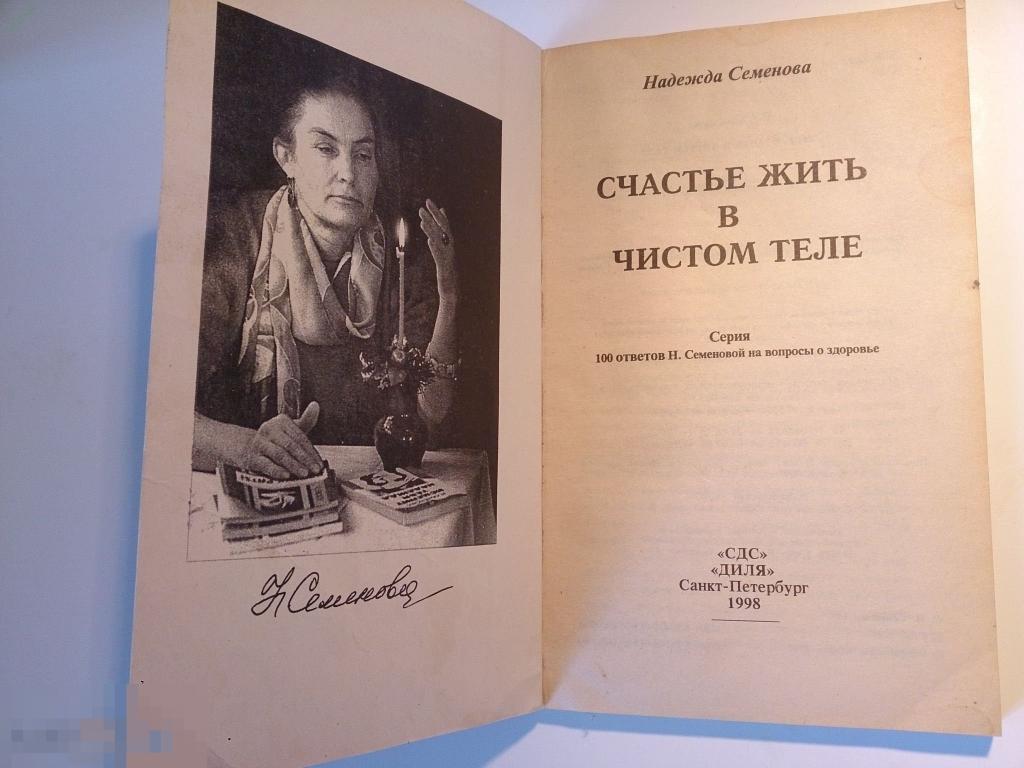 Н. Семенова
Надежда Семенова
СЧАСТЬЕ ЖИТЬ
В
ЧИСТОМ ТЕЛЕ
Серия
100 ответов Н. Семеновой на вопросы о здоровье
«СДС»
«ДИЛЯ»
Санкт-Петербург
1998